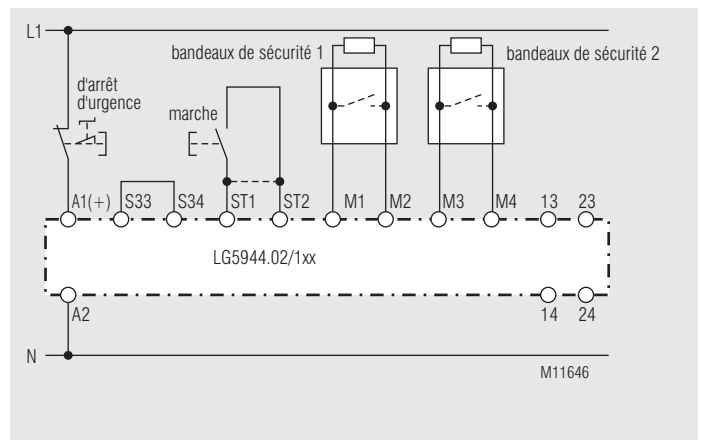 L1
bandeaux de sécurité 1
bandeaux de sécurité 2
d'arrêt
d'urgence
marche
A1(+) S33 S34 ST1 ST2 M1 M2 M3 M4 13 23
LG5944.02/1xx
A2 14 24
N
M11646